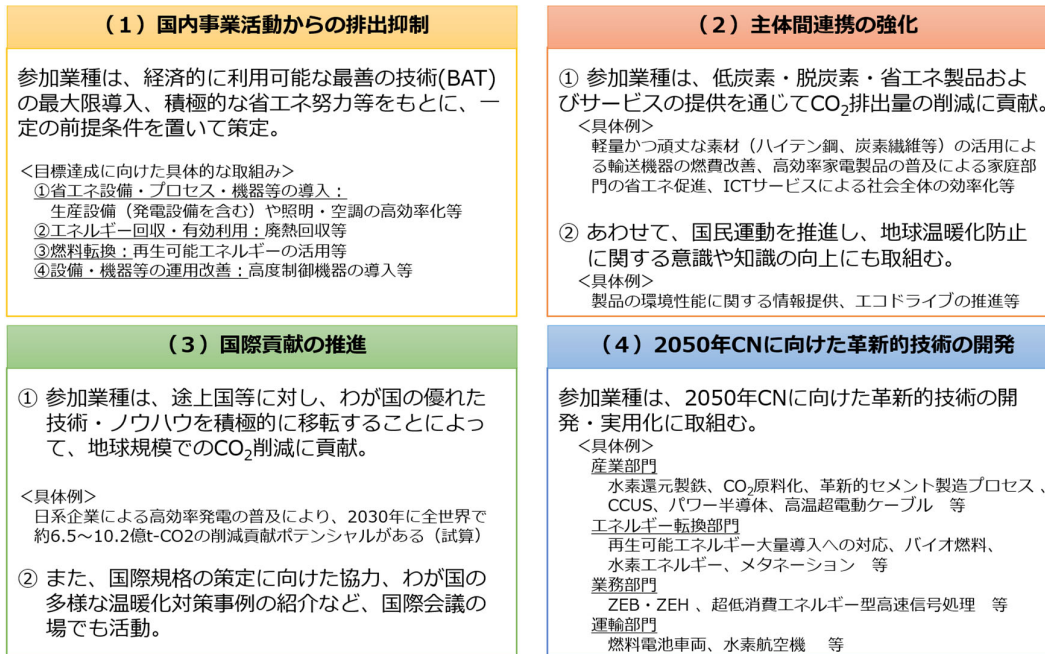 （１）国内事業活動からの排出抑制
参加業種は、経済的に利用可能な最善の技術(BAT)
の最大限導入、積極的な省エネ努力等をもとに、一
定の前提条件を置いて策定。
＜目標達成に向けた具体的な取組み＞
①省エネ設備・プロセス・機器等の導入：
生産設備（発電設備を含む）や照明・空調の高効率化等
②エネルギー回収・有効利用：廃熱回収等
③燃料転換：再生可能エネルギーの活用等
④設備・機器等の運用改善：高度制御機器の導入等
（２）主体間連携の強化
① 参加業種は、低炭素・脱炭素・省エネ製品およ
びサービスの提供を通じてCO₂排出量の削減に貢献。
＜具体例＞
軽量かつ頑丈な素材（ハイテン鋼、炭素繊維等）の活用によ
る輸送機器の燃費改善、高効率家電製品の普及による家庭部
門の省エネ促進、ICTサービスによる社会全体の効率化等
② あわせて、国民運動を推進し、地球温暖化防止
に関する意識や知識の向上にも取組む。
＜具体例＞
製品の環境性能に関する情報提供、エコドライブの推進等
（３）国際貢献の推進
① 参加業種は、途上国等に対し、わが国の優れた
技術・ノウハウを積極的に移転することによっ
て、地球規模でのCO₂削減に貢献。
＜具体例＞
日系企業による高効率発電の普及により、2030年に全世界で
約6.5～10.2億t-CO2の削減貢献ポテンシャルがある（試算）
② また、国際規格の策定に向けた協力、わが国の
多様な温暖化対策事例の紹介など、国際会議の
場でも活動。
（４）2050年CNに向けた革新的技術の開発
参加業種は、2050年CNに向けた革新的技術の開
発・実用化に取組む。
＜具体例＞
産業部門
水素還元製鉄、CO₂原料化、革新的セメント製造プロセス 、
CCUS、パワー半導体、高温超電動ケーブル　等
エネルギー転換部門
再生可能エネルギー大量導入への対応、バイオ燃料、
水素エネルギー、メタネーション　等
業務部門
ZEB・ZEH 、超低消費エネルギー型高速信号処理　等
運輸部門
燃料電池車両、水素航空機　等